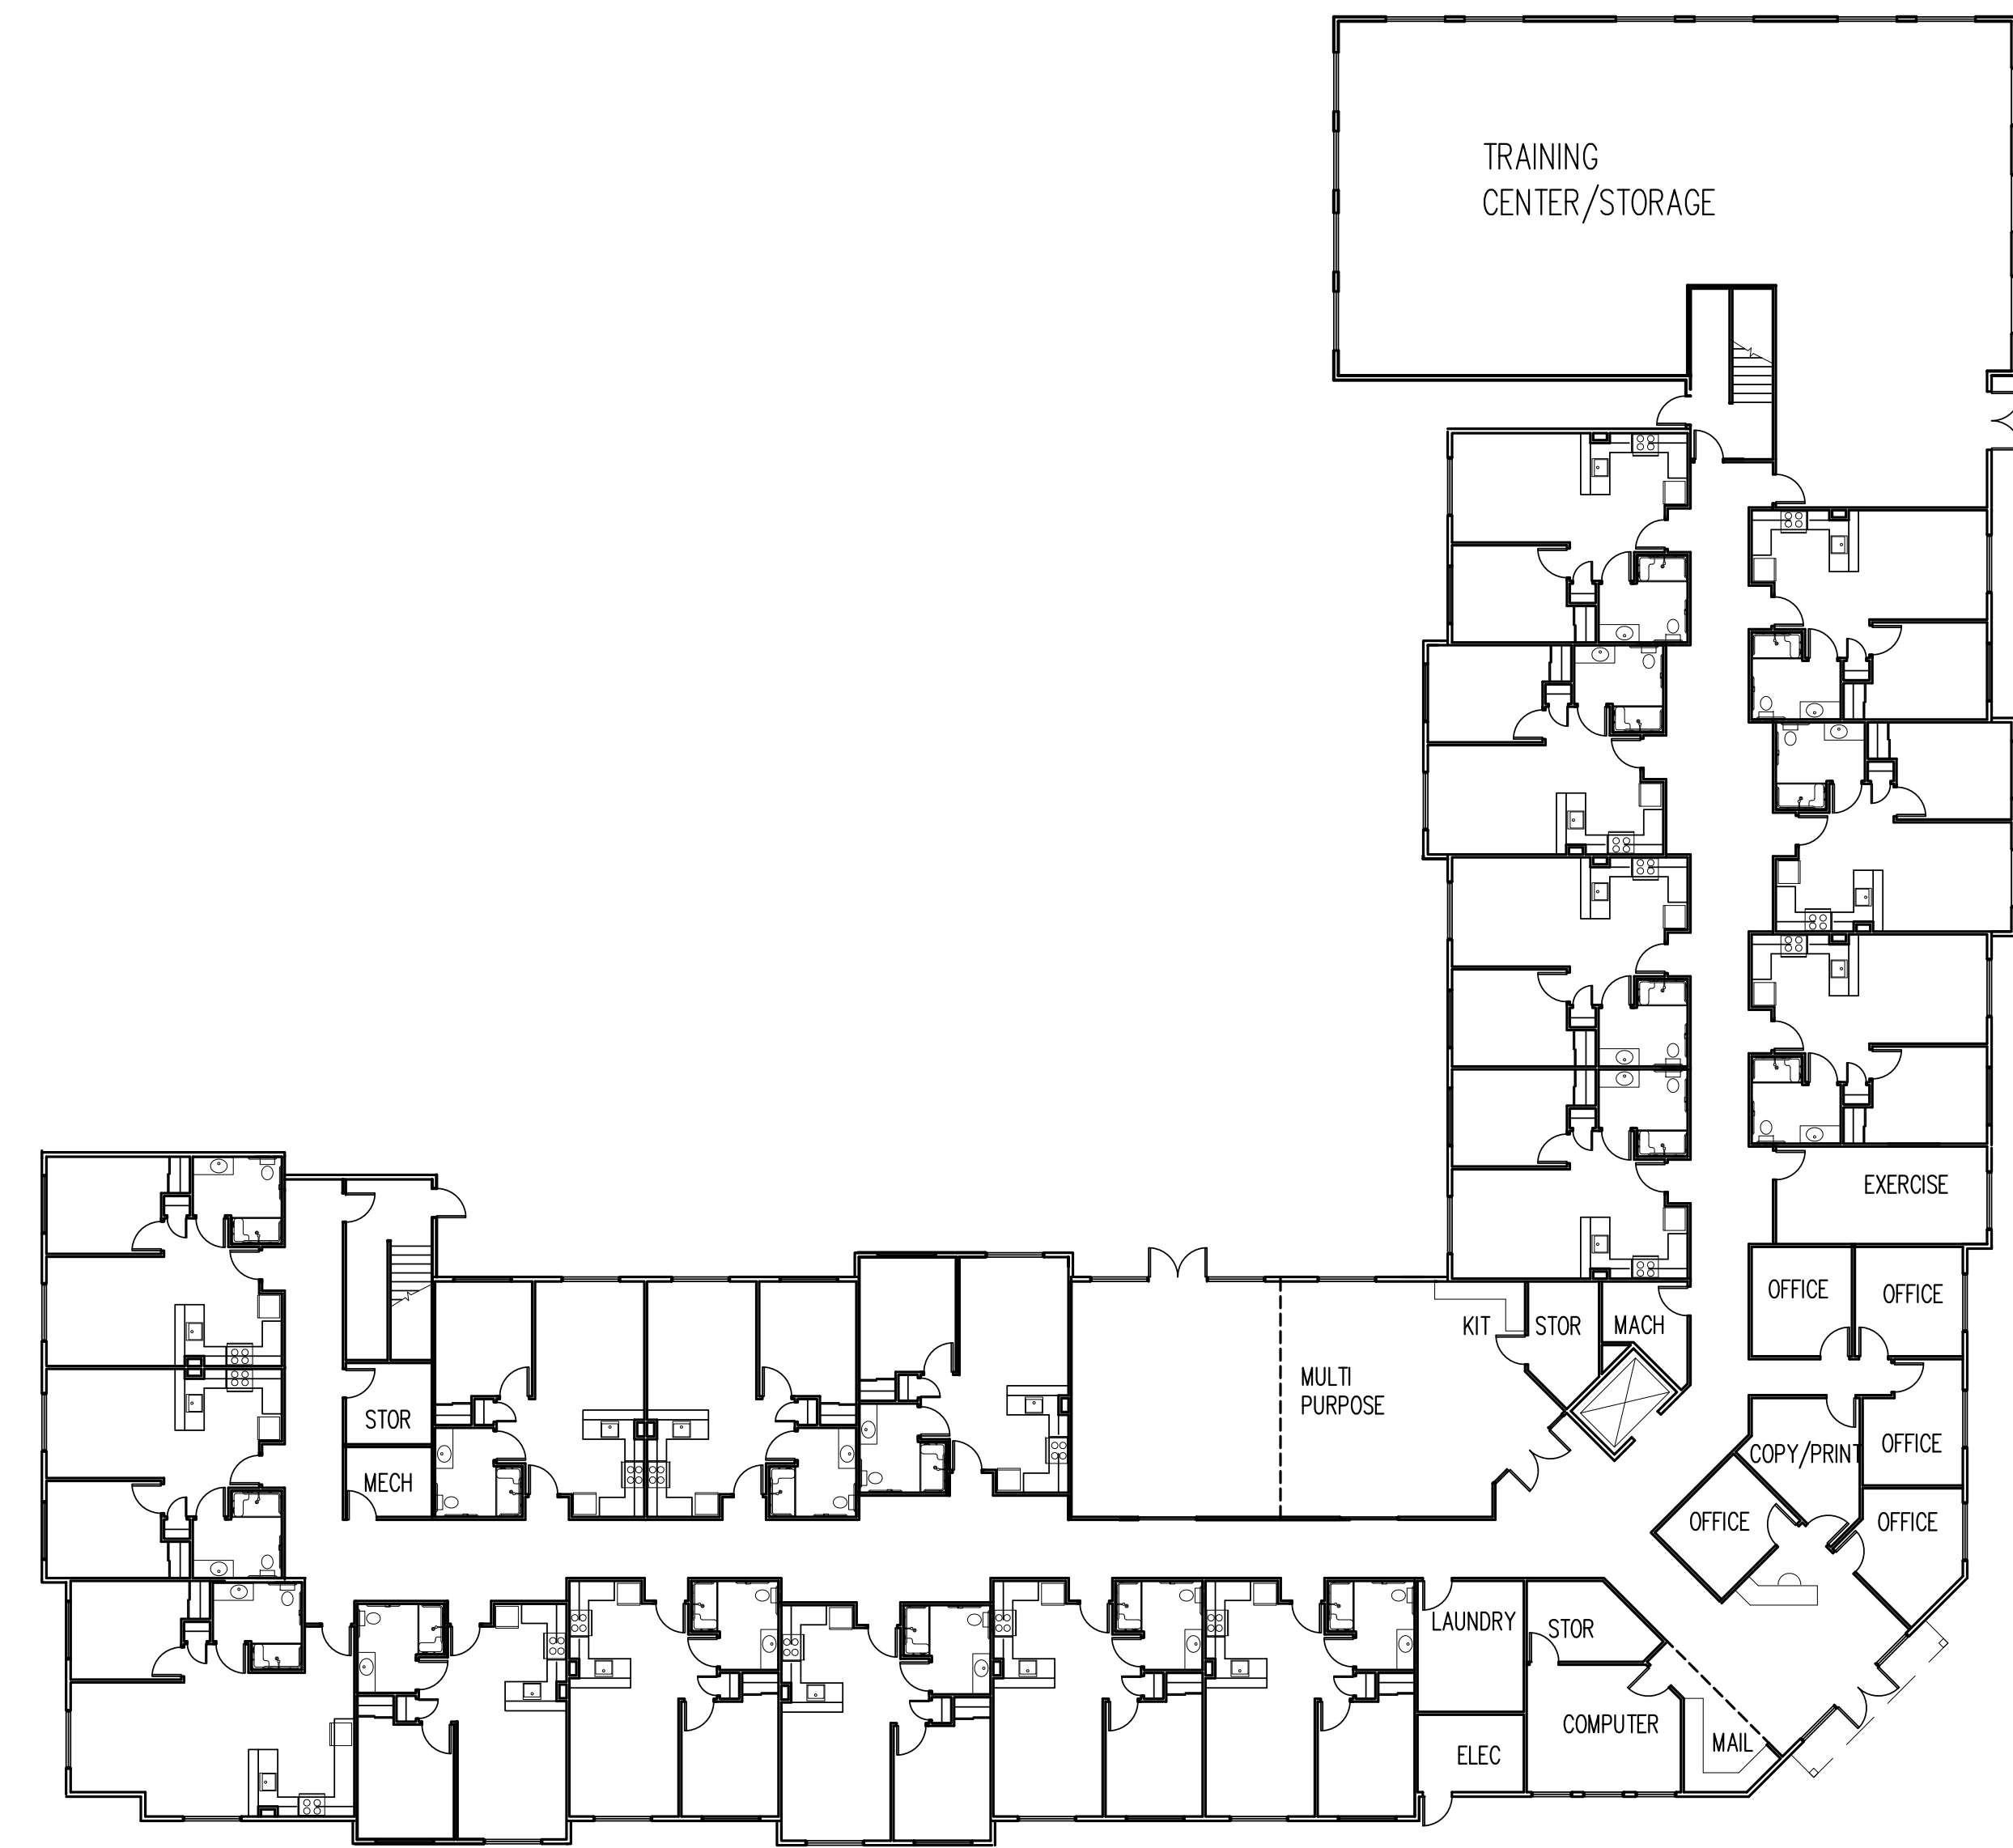 TRAINING
CENTER/STORAGE
EXERCISE
OFFICE
OFFICE
KIT
STOR
MACH
MULTI
PURPOSE
STOR
COPY/PRINT
OFFICE
MECH
OFFICE
OFFICE
LAUNDRY
STOR
COMPUTER
MAIL
ELEC